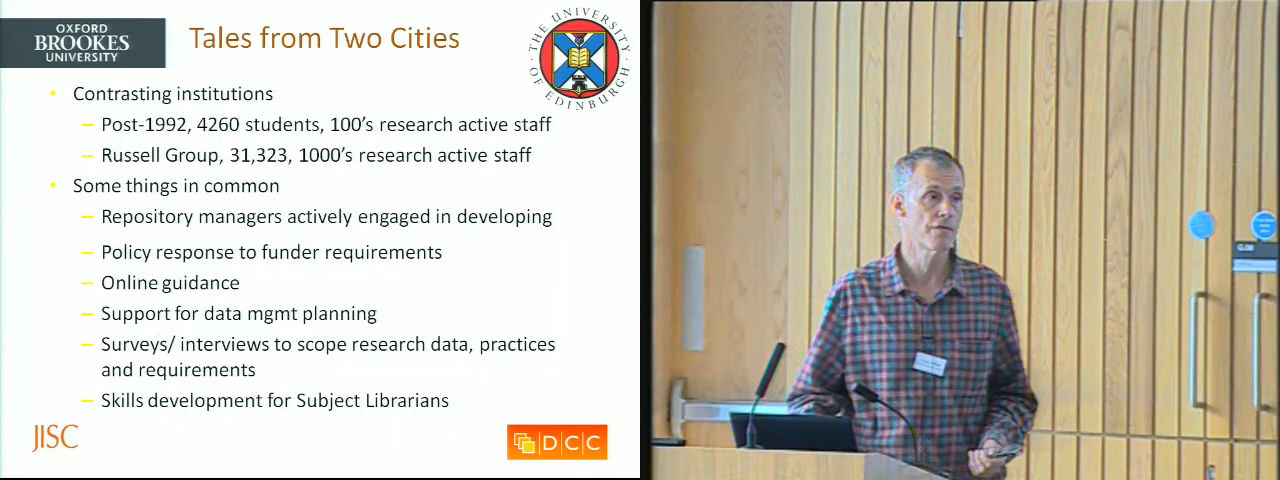 OXFORD
BROOKES
UNIVERSITY
Tales from Two Cities
THE UNIVERSITY OF EDINBURGH
• Contrasting institutions
– Post-1992, 4260 students, 100's research active staff
– Russell Group, 31,323, 1000's research active staff
• Some things in common
– Repository managers actively engaged in developing
– Policy response to funder requirements
– Online guidance
– Support for data mgmt planning
– Surveys/ interviews to scope research data, practices
and requirements
– Skills development for Subject Librarians
JISC
DCC